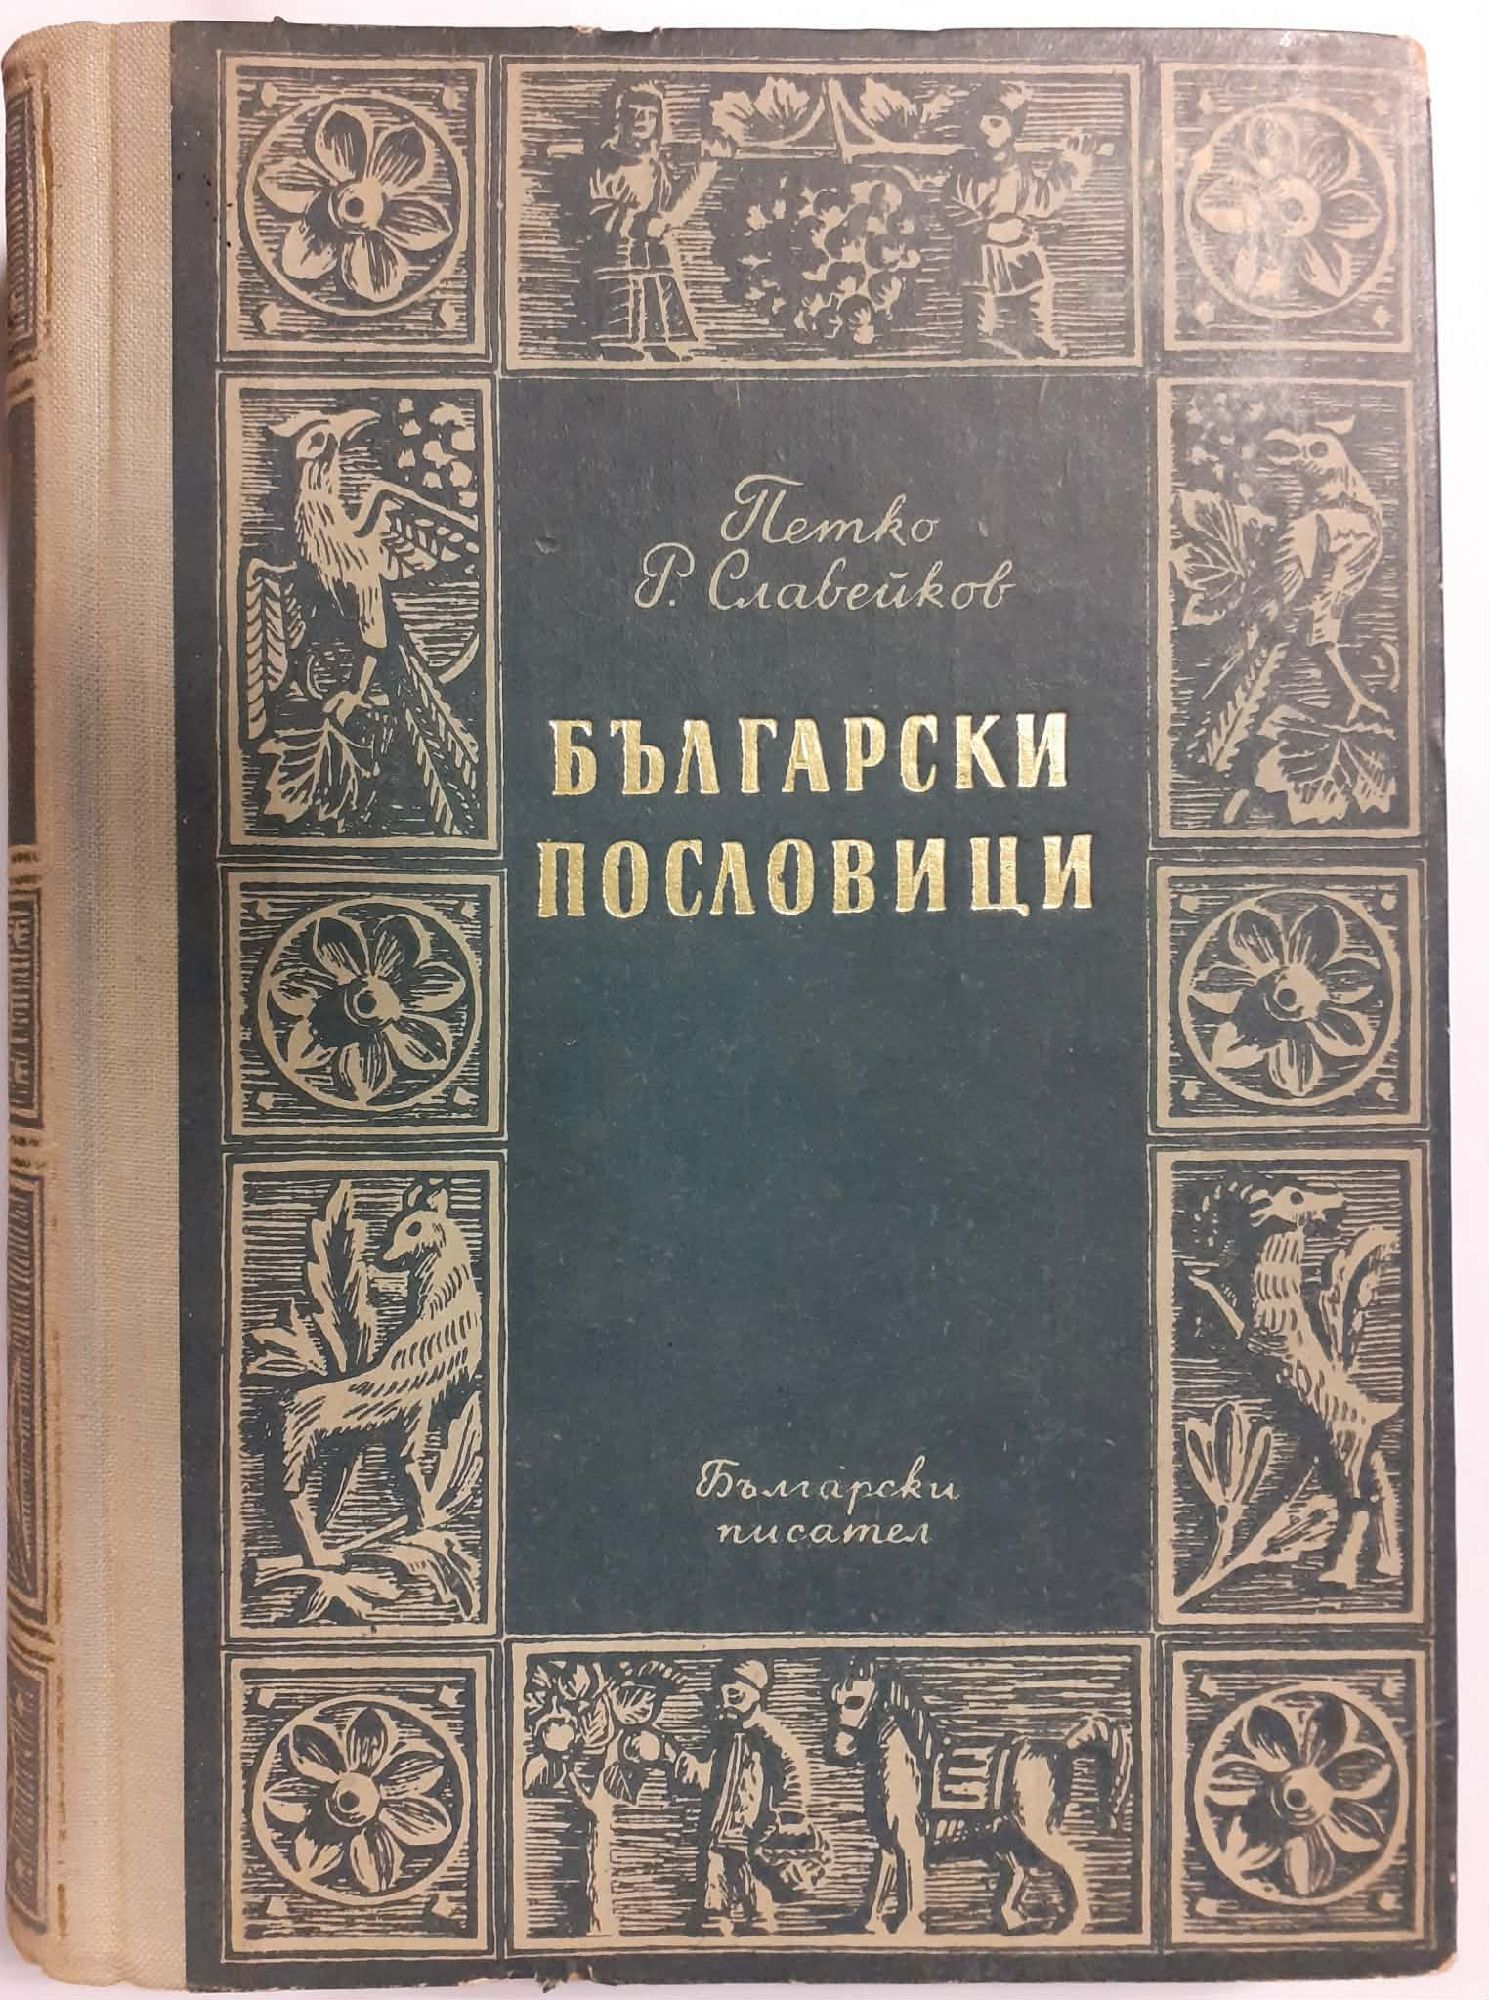 Петко
Р. Славейков
БЪЛГАРСКИ
ПОСЛОВИЦИ
Български
писател